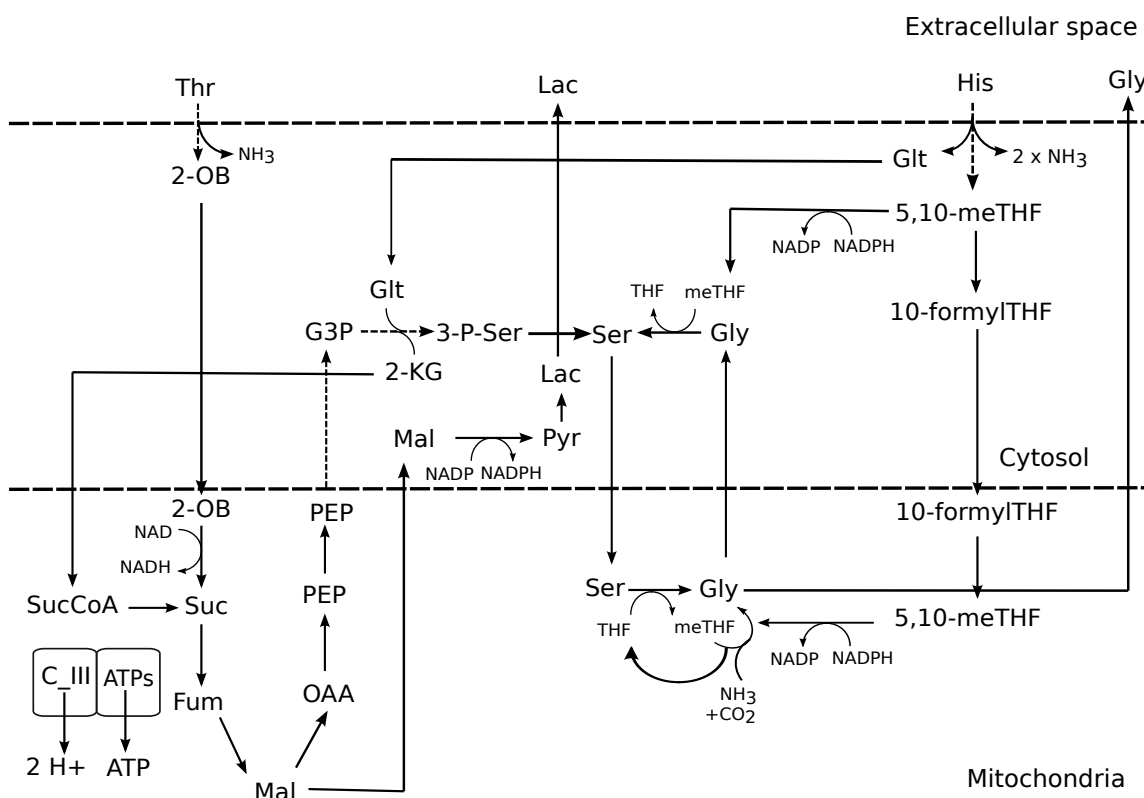 Extracellular space
Thr
Lac
His
Gly
NH3
2-OB
Glt
2 x NH3
5,10-meTHF
NADP NADPH
Glt
THF meTHF
10-formylTHF
G3P 3-P-Ser Ser Gly
2-KG
Lac
Mal Pyr
NADP NADPH
Cytosol
2-OB
PEP
10-formylTHF
NAD
NADH
SucCoA Suc
PEP
Ser Gly
5,10-meTHF
THF meTHF
NADP NADPH
C_III ATPs
Fum
OAA
NH3
+CO2
2 H+ ATP
Mal
Mitochondria